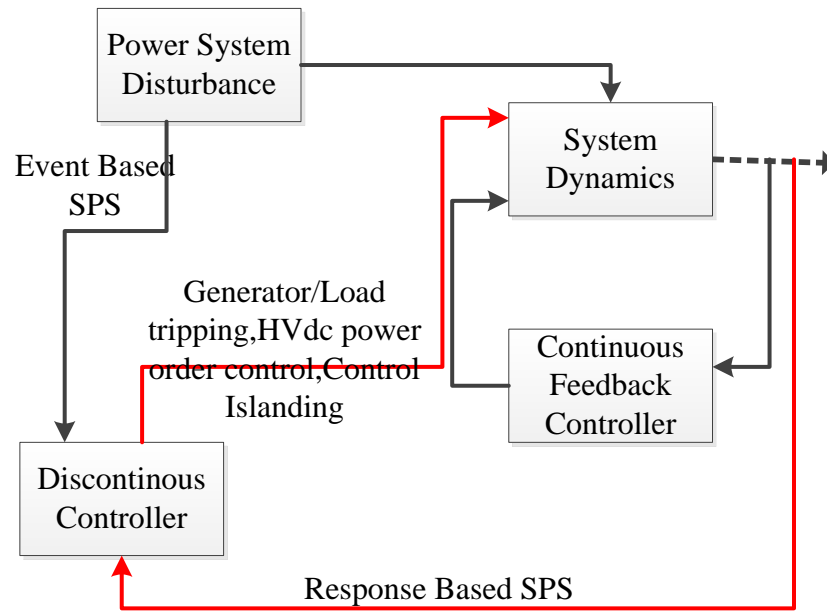 Power System
Disturbance
System
Dynamics
Event Based
SPS
Generator/Load
tripping,HVdc power
order control,Control
Islanding
Continuous
Feedback
Controller
Discontinous
Controller
Response Based SPS